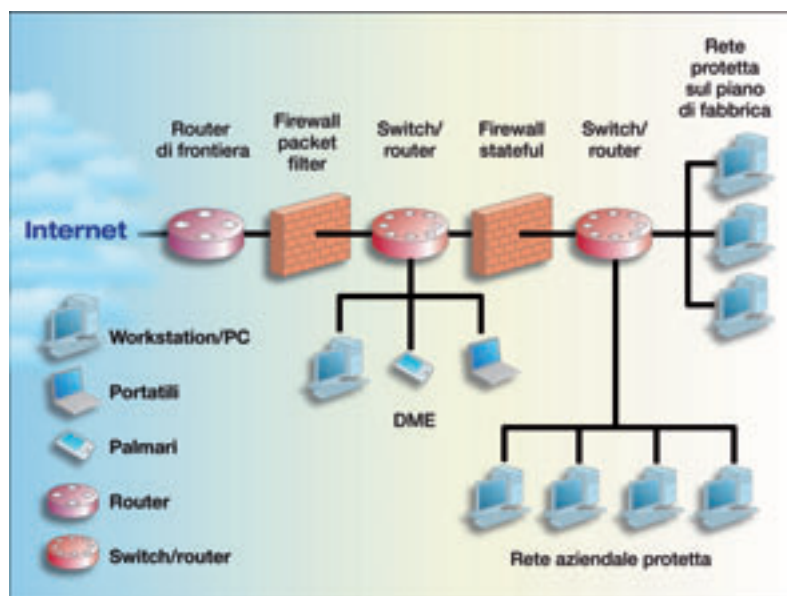 Rete
protetta
sul piano
di fabbrica
Router
di frontiera
Firewall
packet
filter
Switch/
router
Firewall
stateful
Switch/
router
Internet
Workstation/PC
Portatili
Palmari
Router
Switch/router
DME
Rete aziendale protetta